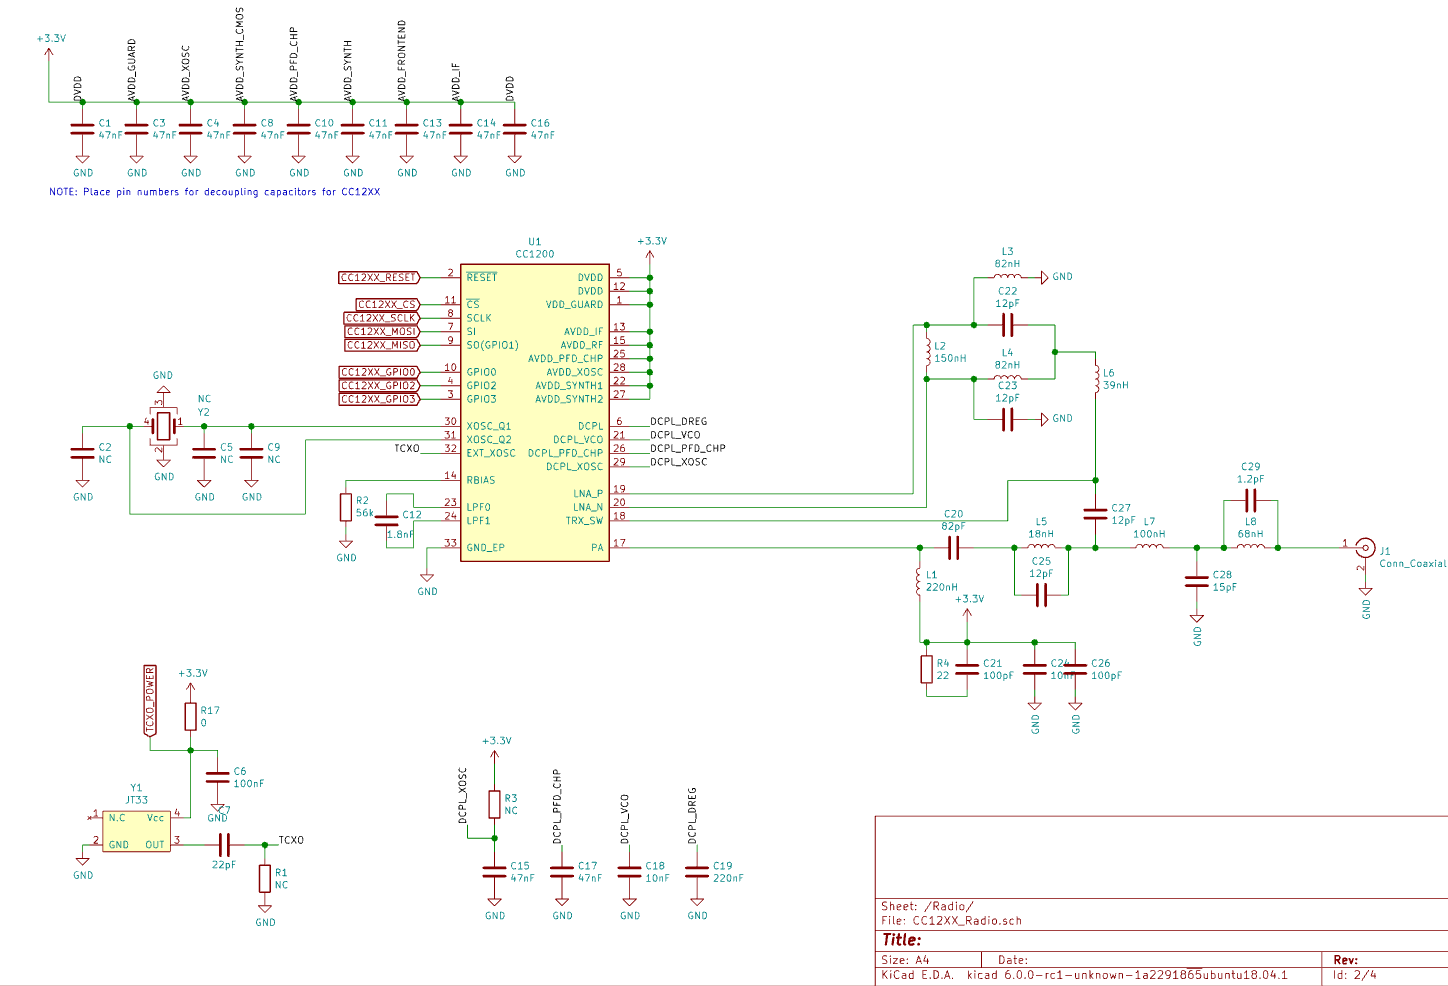 +3.3V
DVDD
AVDD_GUARD
AVDD_XOSC
AVDD_SYNTH_CMOS
AVDD_PFD_CHP
AVDD_SYNTH
AVDD_FRONTEND
AVDD_IF
DVDD
C1
47nF
C3
47nF
C4
47nF
C8
47nF
C10
47nF
C11
47nF
C13
47nF
C14
47nF
C16
47nF
GND
GND
GND
GND
GND
GND
GND
GND
GND
NOTE: Place pin numbers for decoupling capacitors for CC12XX
U1
CC1200
+3.3V
CC12XX_RESET
2
RESET
CC12XX_CS
11
CS
CC12XX_SCLK
8
SCLK
CC12XX_MOSI
7
SI
CC12XX_MISO
9
SO(GPIO1)
CC12XX_GPIO0
10
GPIO0
CC12XX_GPIO2
4
GPIO2
CC12XX_GPIO3
3
GPIO3
30
XOSC_Q1
31
XOSC_Q2
TCXO
32
EXT_XOSC
14
RBIAS
23
LPF0
24
LPF1
33
GND_EP
DVDD
5
DVDD
12
VDD_GUARD
1
AVDD_IF
13
AVDD_RF
15
AVDD_PFD_CHP
25
AVDD_XOSC
28
AVDD_SYNTH1
22
AVDD_SYNTH2
27
DCPL
6
DCPL_DREG
DCPL_VCO
21
DCPL_VCO
DCPL_PFD_CHP
26
DCPL_PFD_CHP
DCPL_XOSC
29
DCPL_XOSC
LNA_P
19
LNA_N
20
TRX_SW
18
PA
17
GND
3
NC
Y2
4
1
2
GND
C2
NC
GND
C5
NC
GND
C9
NC
GND
R2
56k
GND
C12
1.8nF
GND
L3
82nH
GND
C22
12pF
L2
150nH
L4
82nH
C23
12pF
GND
L6
39nH
C20
82pF
L5
18nH
C25
12pF
C27
12pF
L7
100nH
C29
1.2pF
L8
68nH
C28
15pF
GND
1
J1
Conn_Coaxial
2
GND
L1
220nH
+3.3V
R4
22
C21
100pF
C24
C26
100pF
GND
GND
TCXO_POWER
+3.3V
R17
0
C6
100nF
GND
C7
22pF
Y1
JT33
1
N.C
Vcc
4
2
GND
OUT
3
GND
TCXO
R1
NC
GND
+3.3V
DCPL_XOSC
R3
NC
C15
47nF
GND
DCPL_PFD_CHP
C17
47nF
GND
DCPL_VCO
C18
10nF
GND
DCPL_DREG
C19
220nF
GND
Sheet: /Radio/
File: CC12XX_Radio.sch
Title:
Size: A4
Date:
Rev:
KiCad E.D.A. kicad 6.0.0-rc1-unknown-1a2291865ubuntu18.04.1
Id: 2/4